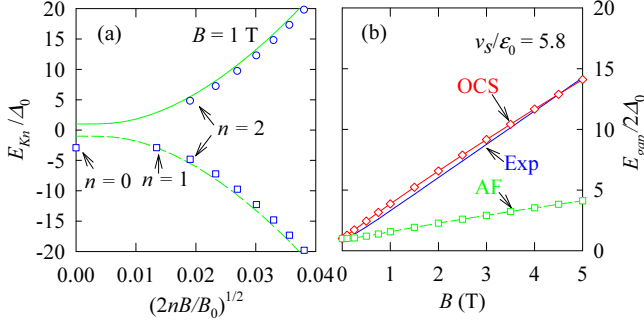 (a)
B = 1 T
E_Kn/Δ_0
20
15
10
5
0
-5
-10
-15
-20
n = 2
n = 0
n = 1
0.00
0.01
0.02
0.03
0.04
(2nB/B_0)^{1/2}
(b)
v_s/ε_0 = 5.8
OCS
Exp
AF
20
15
10
5
0
E_gap/2Δ_0
0
1
2
3
4
5
B (T)